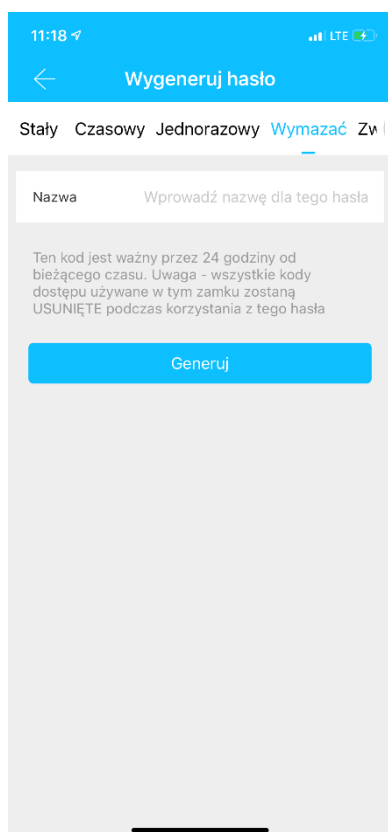 11:18 LTE
Wygeneruj hasło
Stały Czasowy Jednorazowy Wymazać Zw
Nazwa Wprowadź nazwę dla tego hasła
Ten kod jest ważny przez 24 godziny od
bieżącego czasu. Uwaga - wszystkie kody
dostępu używane w tym zamku zostaną
USUNIĘTE podczas korzystania z tego hasła
Generuj